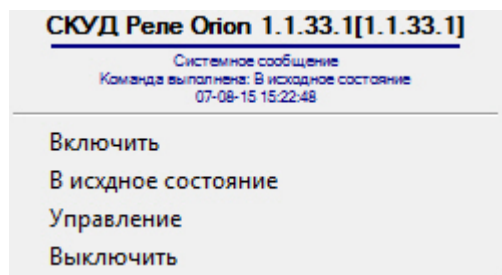 СКУД Реле Orion 1.1.33.1[1.1.33.1]
Системное сообщение
Команда выполнена: В исходное состояние
07-08-15 15:22:48
Включить
В исхдное состояние
Управление
Выключить